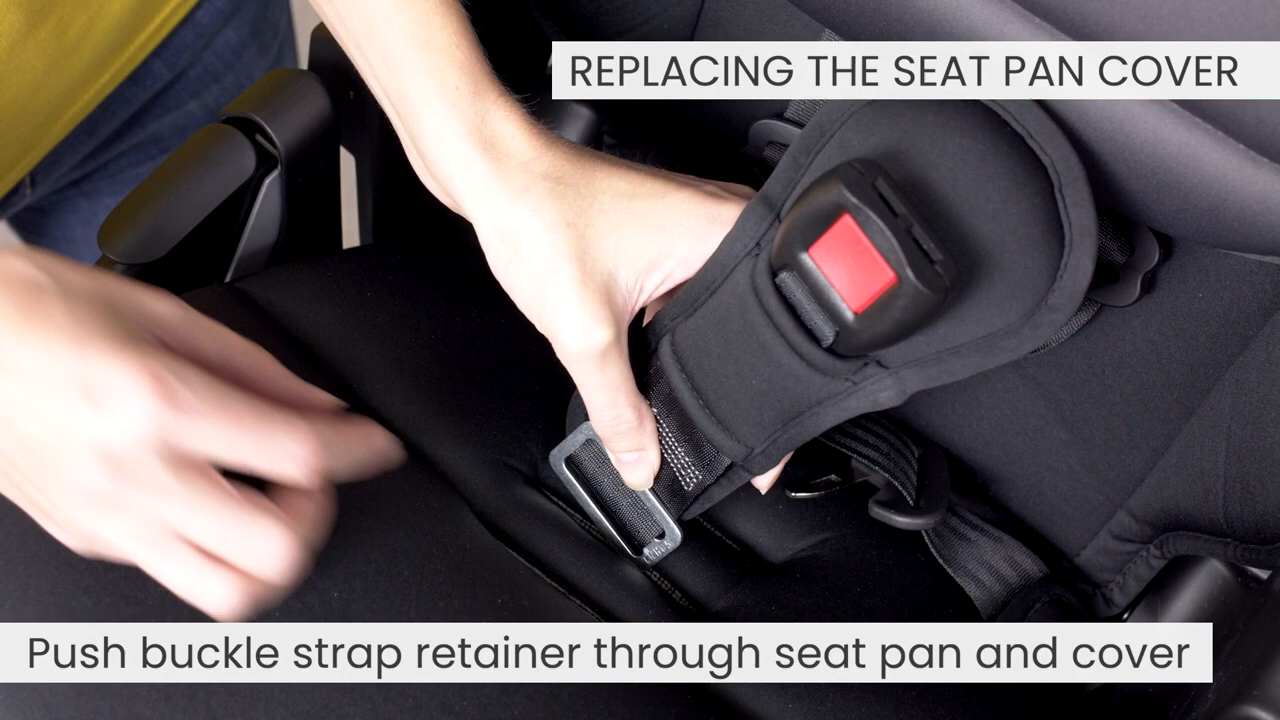 REPLACING THE SEAT PAN COVER
Push buckle strap retainer through seat pan and cover